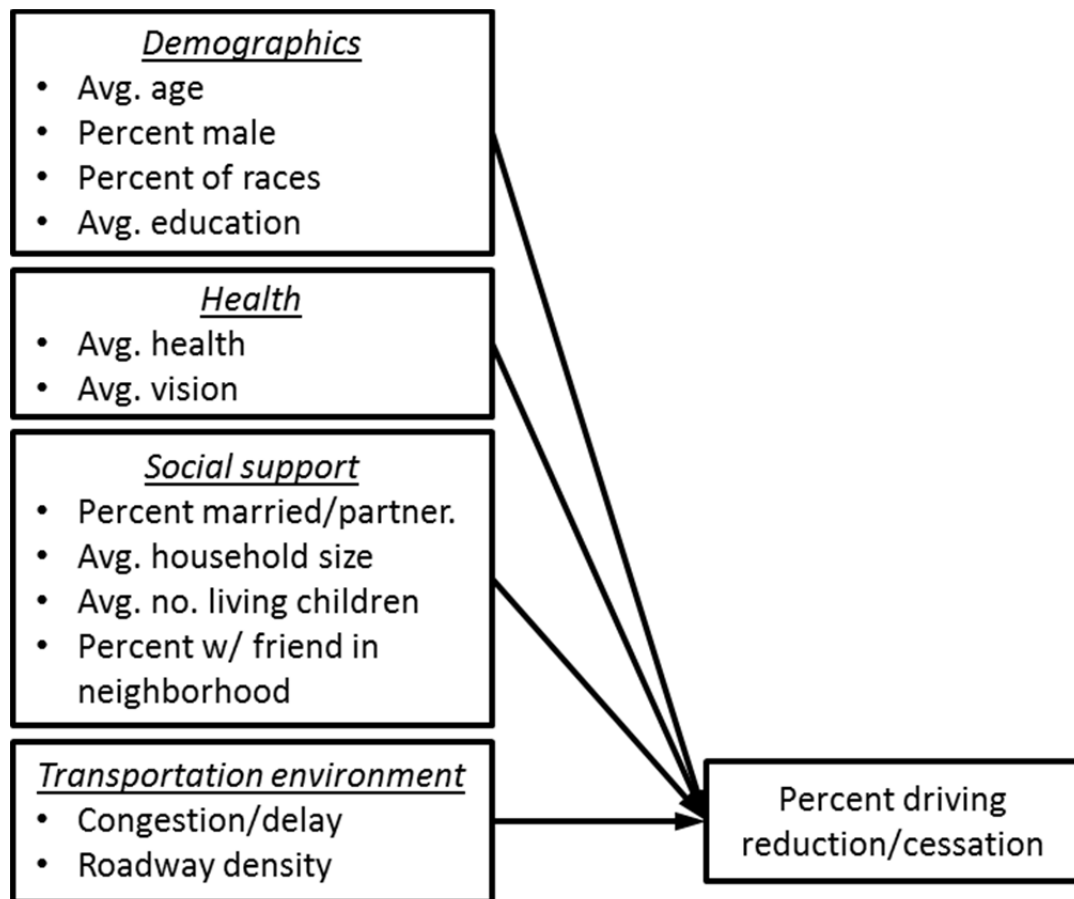 Demographics
• Avg. age
• Percent male
• Percent of races
• Avg. education
Health
• Avg. health
• Avg. vision
Social support
• Percent married/partner.
• Avg. household size
• Avg. no. living children
• Percent w/ friend in
neighborhood
Transportation environment
• Congestion/delay
• Roadway density
Percent driving
reduction/cessation